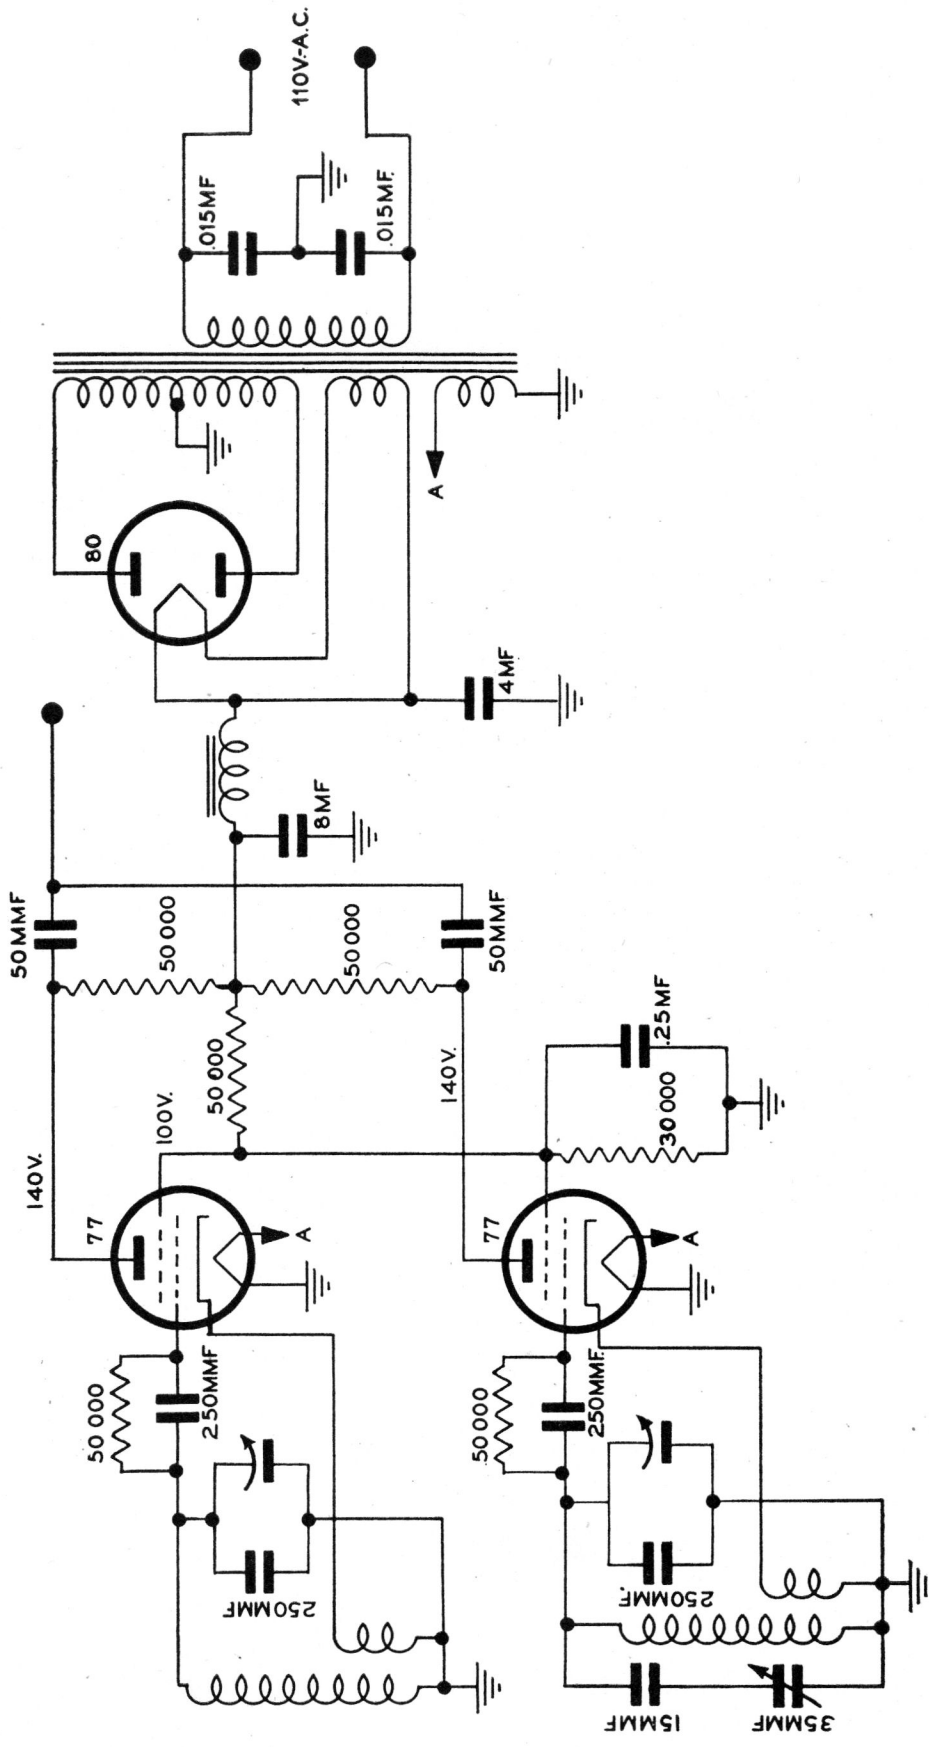 110V.-A.C.
.015MF
.015MF.
80
A
4MF
8MF
50MMF
50 000
50 000
50MMF
50 000
140V.
100V.
140V.
.25MF
30 000
77
A
77
A
50 000
250MMF
250MMF
50 000
250MMF.
250MMF.
15MMF
35MMF